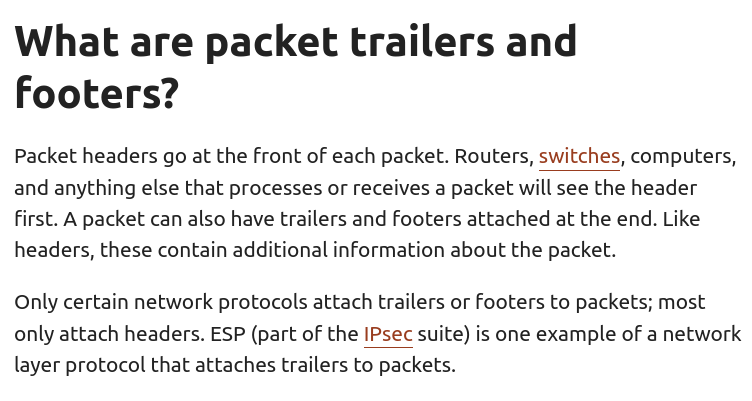 What are packet trailers and
footers?
Packet headers go at the front of each packet. Routers, switches, computers,
and anything else that processes or receives a packet will see the header
first. A packet can also have trailers and footers attached at the end. Like
headers, these contain additional information about the packet.
Only certain network protocols attach trailers or footers to packets; most
only attach headers. ESP (part of the IPsec suite) is one example of a network
layer protocol that attaches trailers to packets.